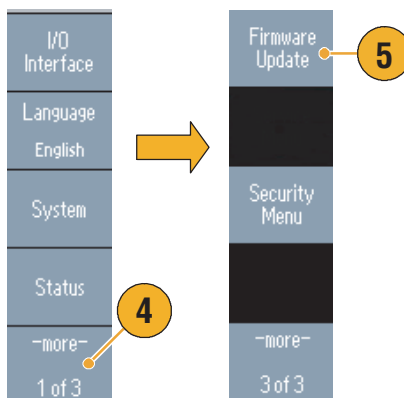 I/O
Interface
Language
English
System
Status
-more-
1 of 3
4
Firmware
Update
5
Security
Menu
-more-
3 of 3